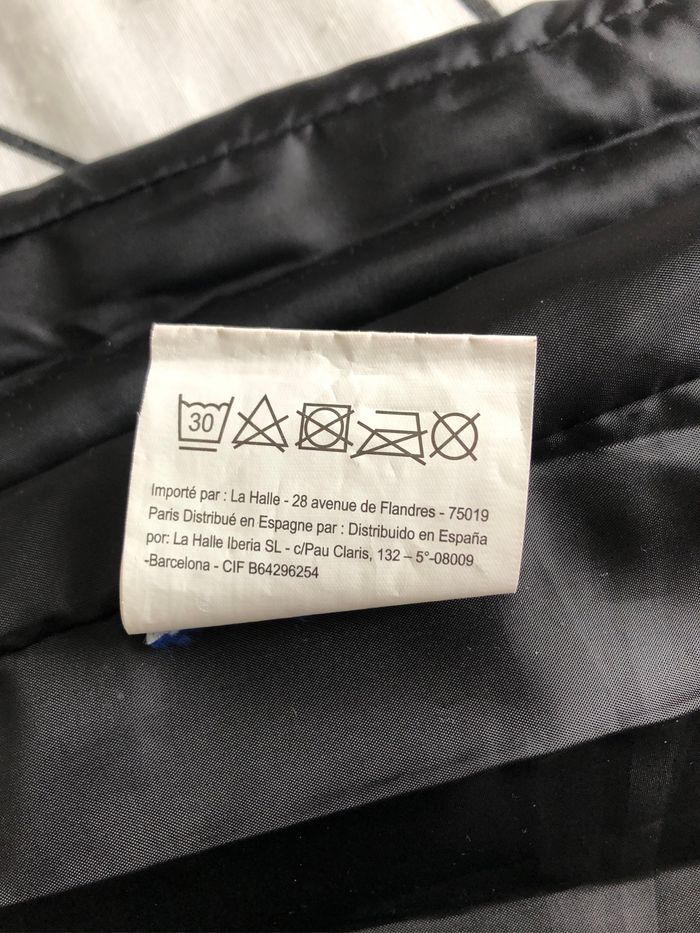 30
Importé par : La Halle - 28 avenue de Flandres - 75019
Paris Distribué en Espagne par : Distribuido en España
por: La Halle Iberia SL - c/Pau Claris, 132 – 5°-08009
-Barcelona - CIF B64296254